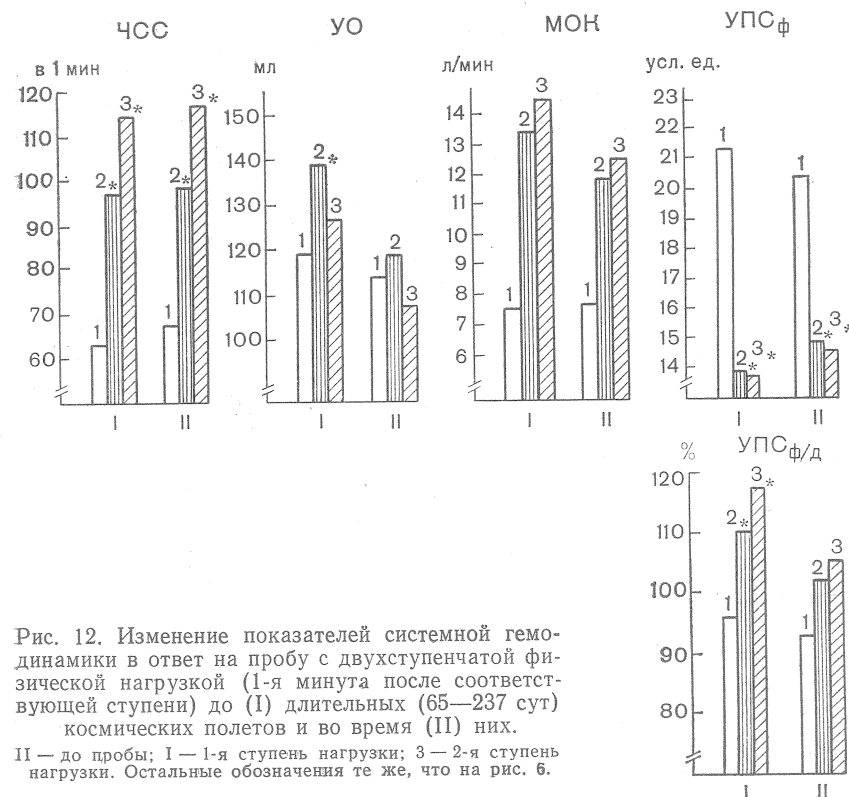 ЧСС
УО
МОК
УПСф
в 1 мин
мл
л/мин
усл. ед.
120
110
100
90
80
70
60
1
2*
3*
1
2*
3*
I
II
150
140
130
120
110
100
1
2*
3
1
2
3
I
II
14
13
12
11
10
9
8
7
6
1
2
3
1
2
3
I
II
23
22
21
20
19
18
17
16
15
14
1
2*
3*
1
2*
3*
I
II
%
УПСф/д
120
110
100
90
80
1
2*
3*
1
2
3
I
II
Рис. 12. Изменение показателей системной гемо-
динамики в ответ на пробу с двухступенчатой фи-
зической нагрузкой (1-я минута после соответст-
вующей ступени) до (I) длительных (65—237 сут)
космических полетов и во время (II) них.
II — до пробы; I — 1-я ступень нагрузки; 3 — 2-я ступень
нагрузки. Остальные обозначения те же, что на рис. 6.